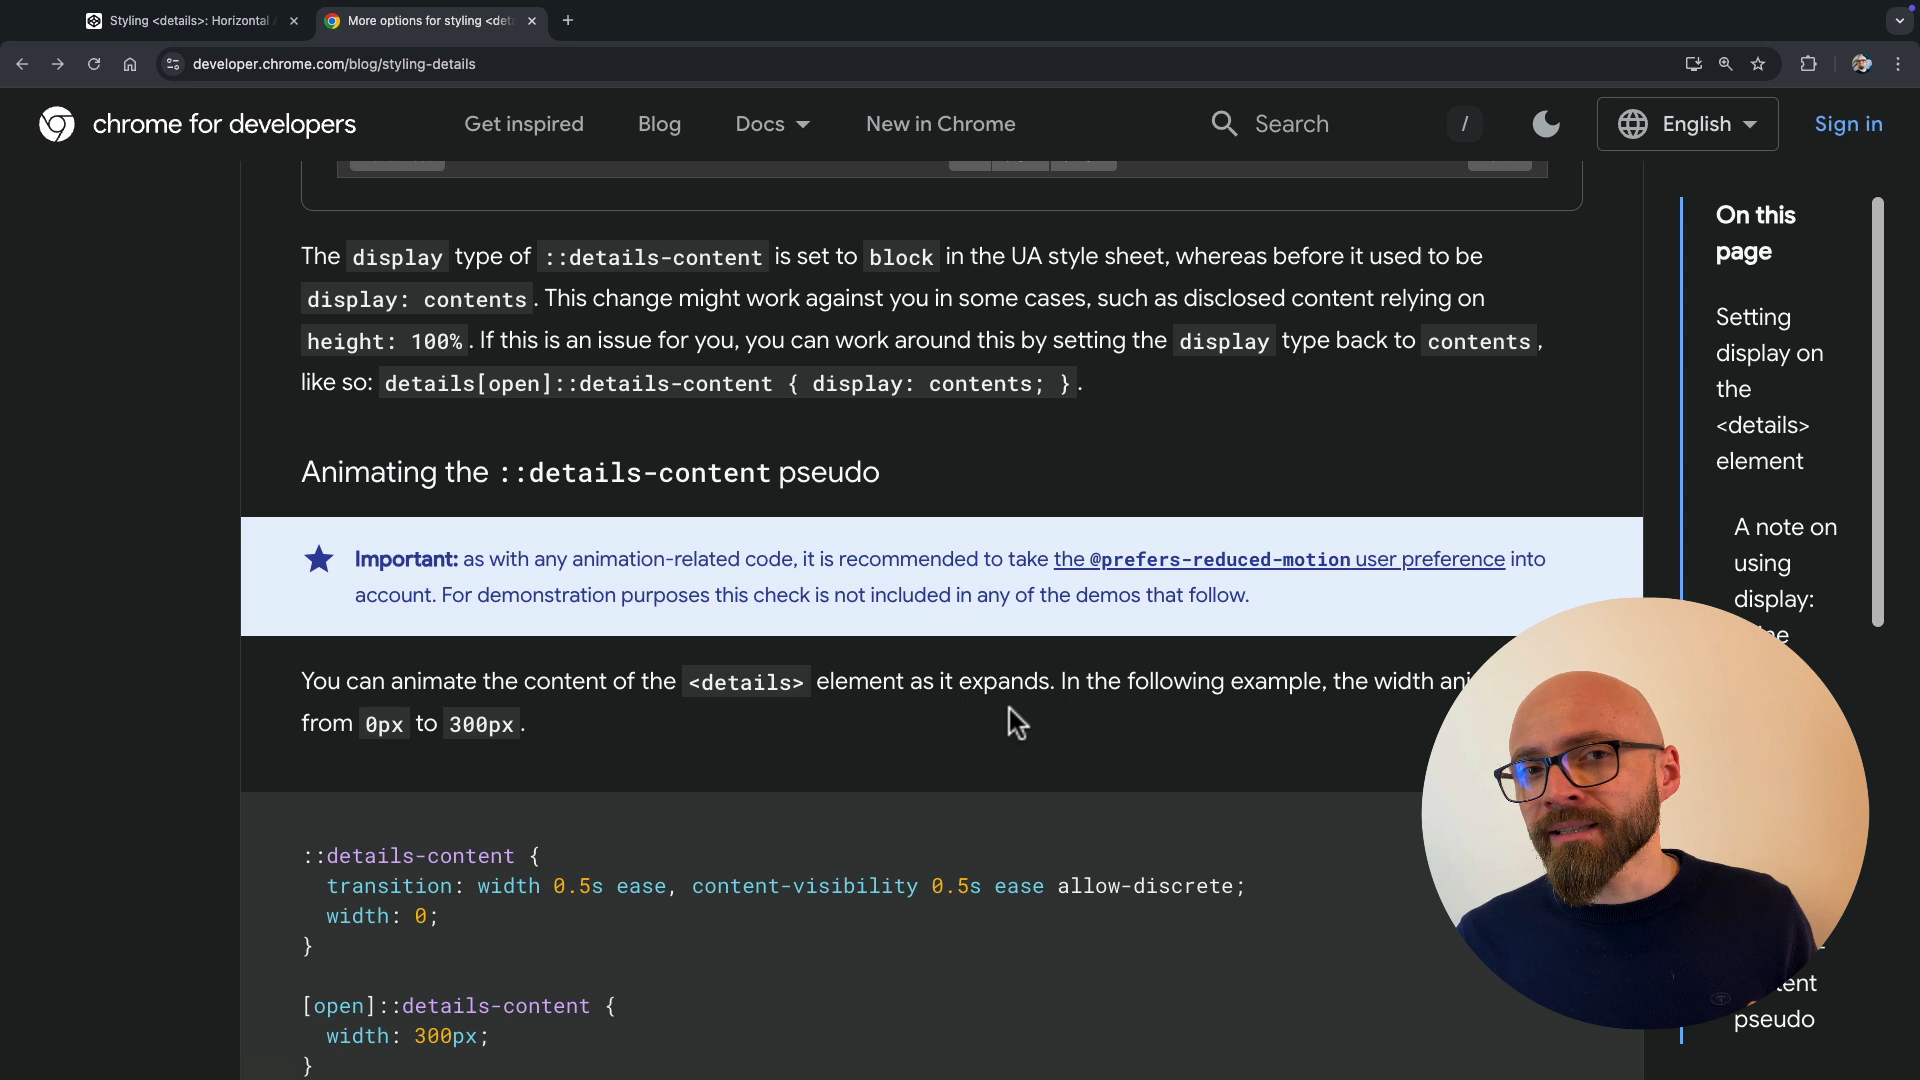 Styling <details>: Horizontal A
More options for styling <deta
developer.chrome.com/blog/styling-details
chrome for developers
Get inspired
Blog
Docs
New in Chrome
Search
/
English
Sign in
The display type of ::details-content is set to block in the UA style sheet, whereas before it used to be
display: contents. This change might work against you in some cases, such as disclosed content relying on
height: 100%. If this is an issue for you, you can work around this by setting the display type back to contents,
like so: details[open]::details-content { display: contents; }.
Animating the ::details-content pseudo
Important: as with any animation-related code, it is recommended to take the @prefers-reduced-motion user preference into
account. For demonstration purposes this check is not included in any of the demos that follow.
You can animate the content of the <details> element as it expands. In the following example, the width
from 0px to 300px.
::details-content {
transition: width 0.5s ease, content-visibility 0.5s ease allow-discrete;
width: 0;
}
[open]::details-content {
width: 300px;
}
On this
page
Setting
display on
the
<details>
element
A note on
using
display:
pseudo